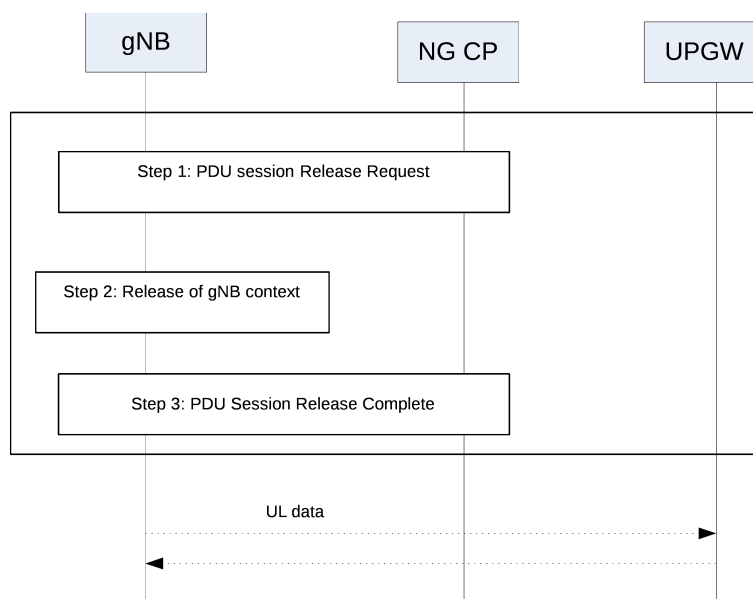 gNB
NG CP
UPGW
Step 1: PDU session Release Request
Step 2: Release of gNB context
Step 3: PDU Session Release Complete
UL data